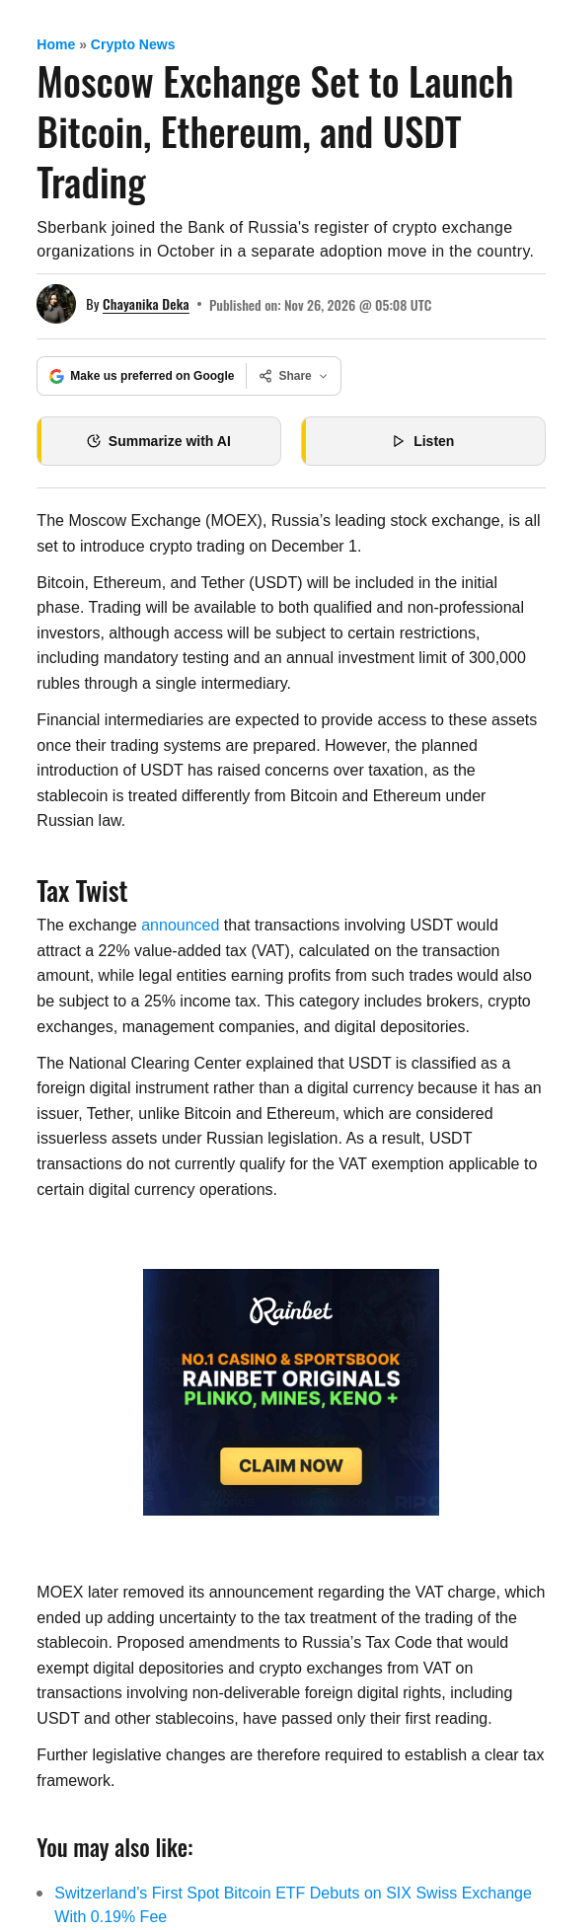 Home » Crypto News
Moscow Exchange Set to Launch
Bitcoin, Ethereum, and USDT
Trading
Sberbank joined the Bank of Russia's register of crypto exchange
organizations in October in a separate adoption move in the country.
By Chayanika Deka • Published on: Nov 26, 2026 @ 05:08 UTC
Make us preferred on Google Share
Summarize with AI Listen
The Moscow Exchange (MOEX), Russia’s leading stock exchange, is all
set to introduce crypto trading on December 1.
Bitcoin, Ethereum, and Tether (USDT) will be included in the initial
phase. Trading will be available to both qualified and non-professional
investors, although access will be subject to certain restrictions,
including mandatory testing and an annual investment limit of 300,000
rubles through a single intermediary.
Financial intermediaries are expected to provide access to these assets
once their trading systems are prepared. However, the planned
introduction of USDT has raised concerns over taxation, as the
stablecoin is treated differently from Bitcoin and Ethereum under
Russian law.
Tax Twist
The exchange announced that transactions involving USDT would
attract a 22% value-added tax (VAT), calculated on the transaction
amount, while legal entities earning profits from such trades would also
be subject to a 25% income tax. This category includes brokers, crypto
exchanges, management companies, and digital depositories.
The National Clearing Center explained that USDT is classified as a
foreign digital instrument rather than a digital currency because it has an
issuer, Tether, unlike Bitcoin and Ethereum, which are considered
issuerless assets under Russian legislation. As a result, USDT
transactions do not currently qualify for the VAT exemption applicable to
certain digital currency operations.
Rainbet
NO.1 CASINO & SPORTSBOOK
RAINBET ORIGINALS
PLINKO, MINES, KENO +
CLAIM NOW
MOEX later removed its announcement regarding the VAT charge, which
ended up adding uncertainty to the tax treatment of the trading of the
stablecoin. Proposed amendments to Russia’s Tax Code that would
exempt digital depositories and crypto exchanges from VAT on
transactions involving non-deliverable foreign digital rights, including
USDT and other stablecoins, have passed only their first reading.
Further legislative changes are therefore required to establish a clear tax
framework.
You may also like:
• Switzerland’s First Spot Bitcoin ETF Debuts on SIX Swiss Exchange
With 0.19% Fee